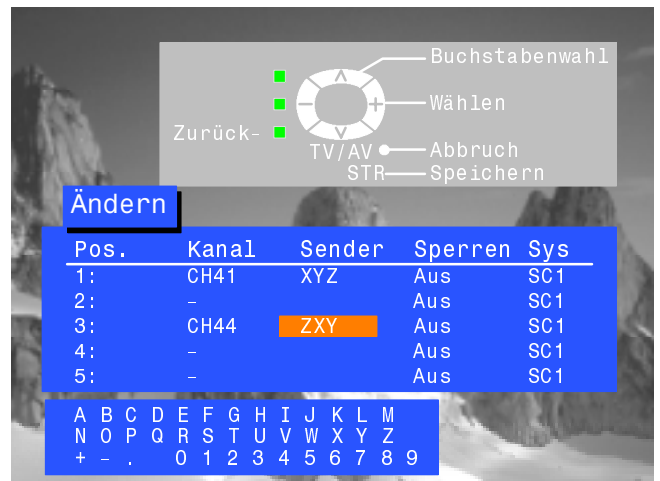 Buchstabenwahl
- + Wählen
Zurück-
TV/AV Abbruch
STR Speichern
Ändern
Pos. Kanal Sender Sperren Sys
1: CH41 XYZ Aus SC1
2: - Aus SC1
3: CH44 ZXY Aus SC1
4: - Aus SC1
5: - Aus SC1
A B C D E F G H I J K L M
N O P Q R S T U V W X Y Z
+ - . 0 1 2 3 4 5 6 7 8 9